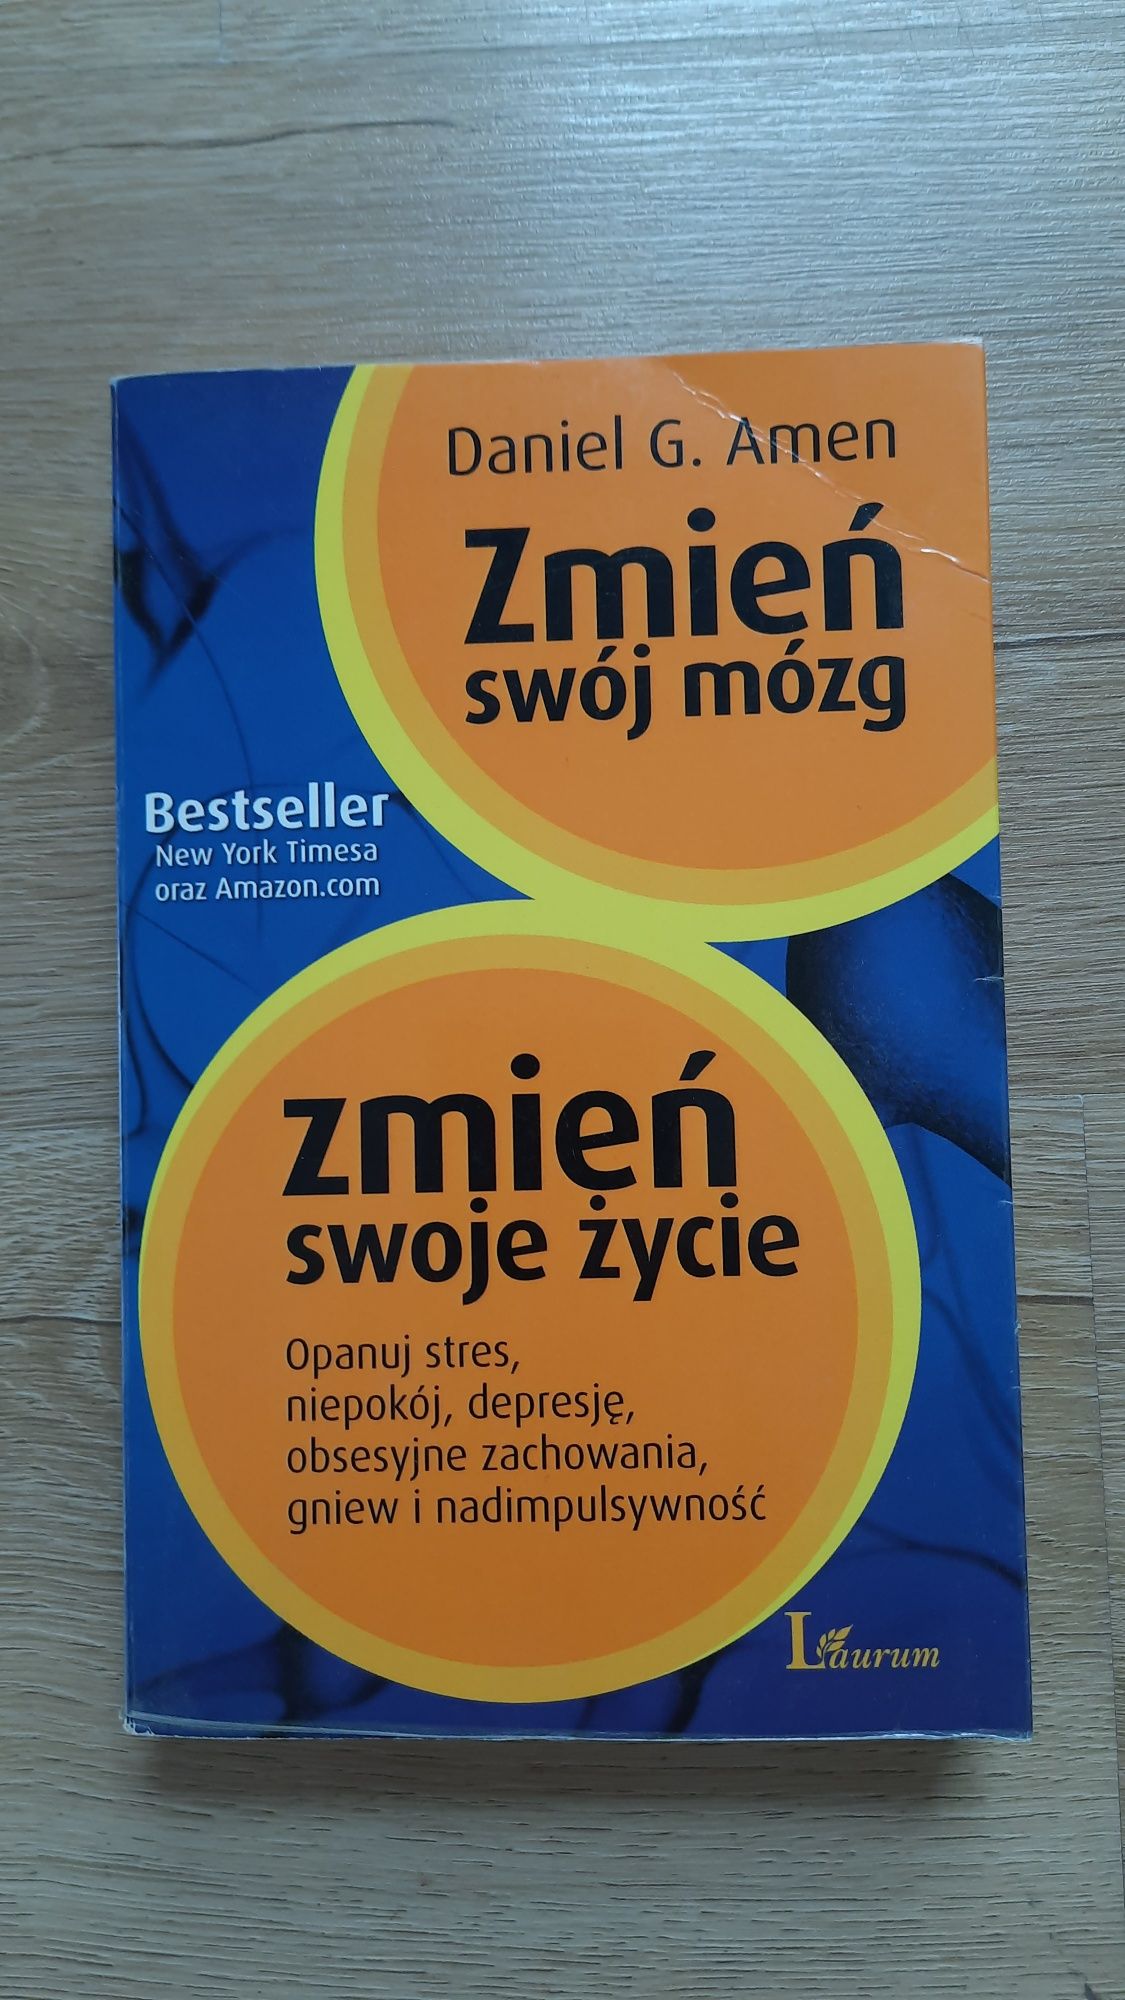 Daniel G. Amen
Zmień
swój mózg
Bestseller
New York Timesa
oraz Amazon.com
zmień
swoje życie
Opanuj stres,
niepokój, depresję,
obsesyjne zachowania,
gniew i nadimpulsywność
Laurum